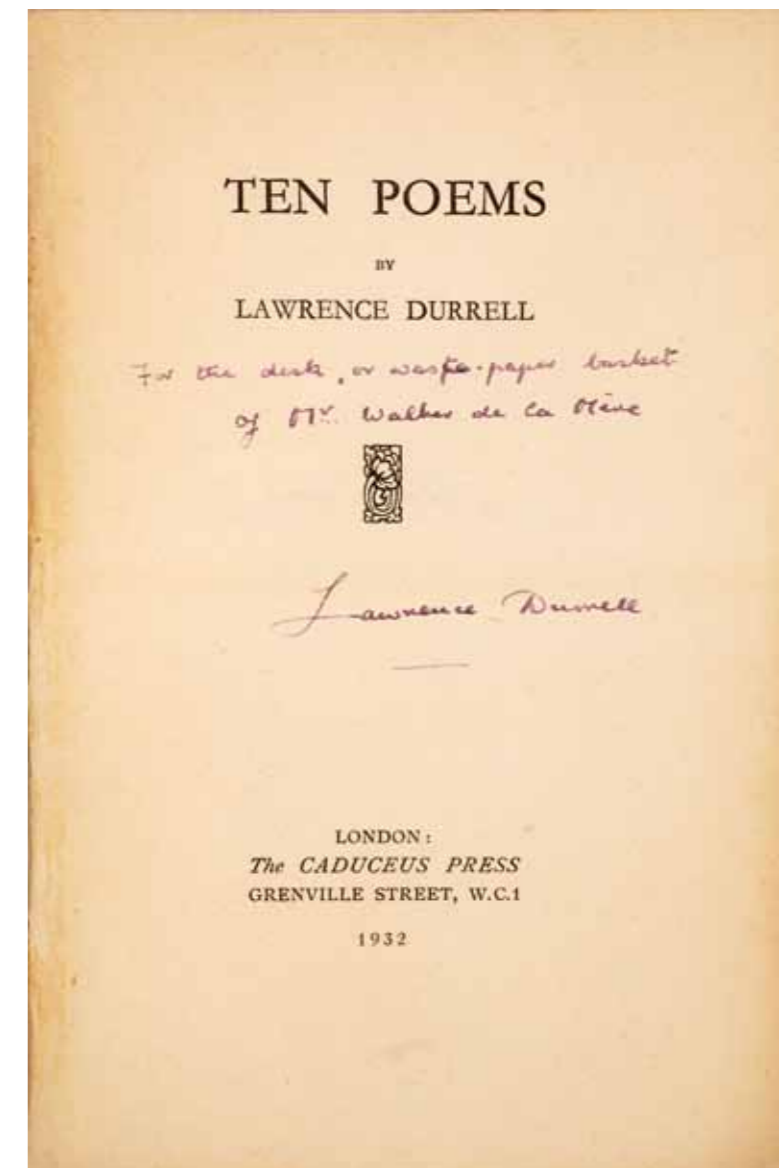 TEN POEMS
BY
LAWRENCE DURRELL
For the desk, or waste-paper basket
of Mr. Walter de la Mare
Lawrence Durrell
LONDON:
The CADUCEUS PRESS
GRENVILLE STREET, W.C.1
1932